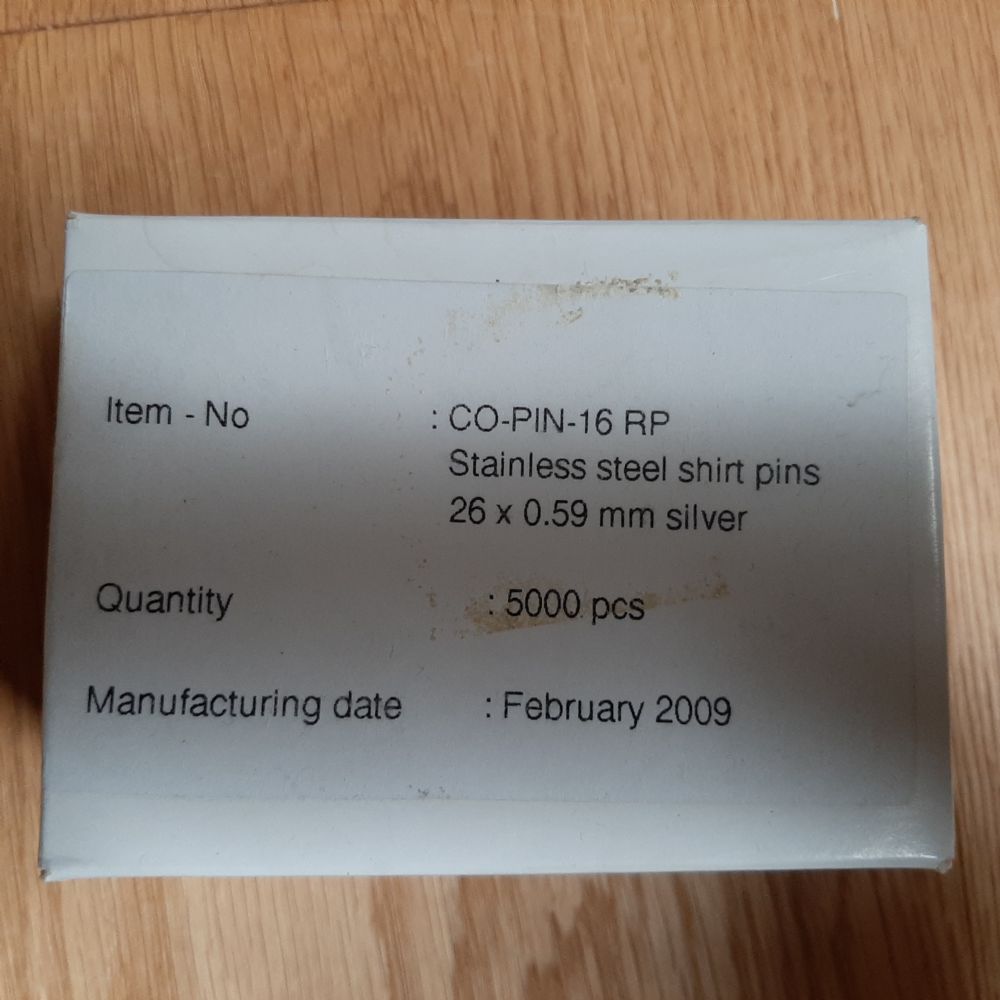 Item - No : CO-PIN-16 RP
Stainless steel shirt pins
26 x 0.59 mm silver
Quantity : 5000 pcs
Manufacturing date : February 2009